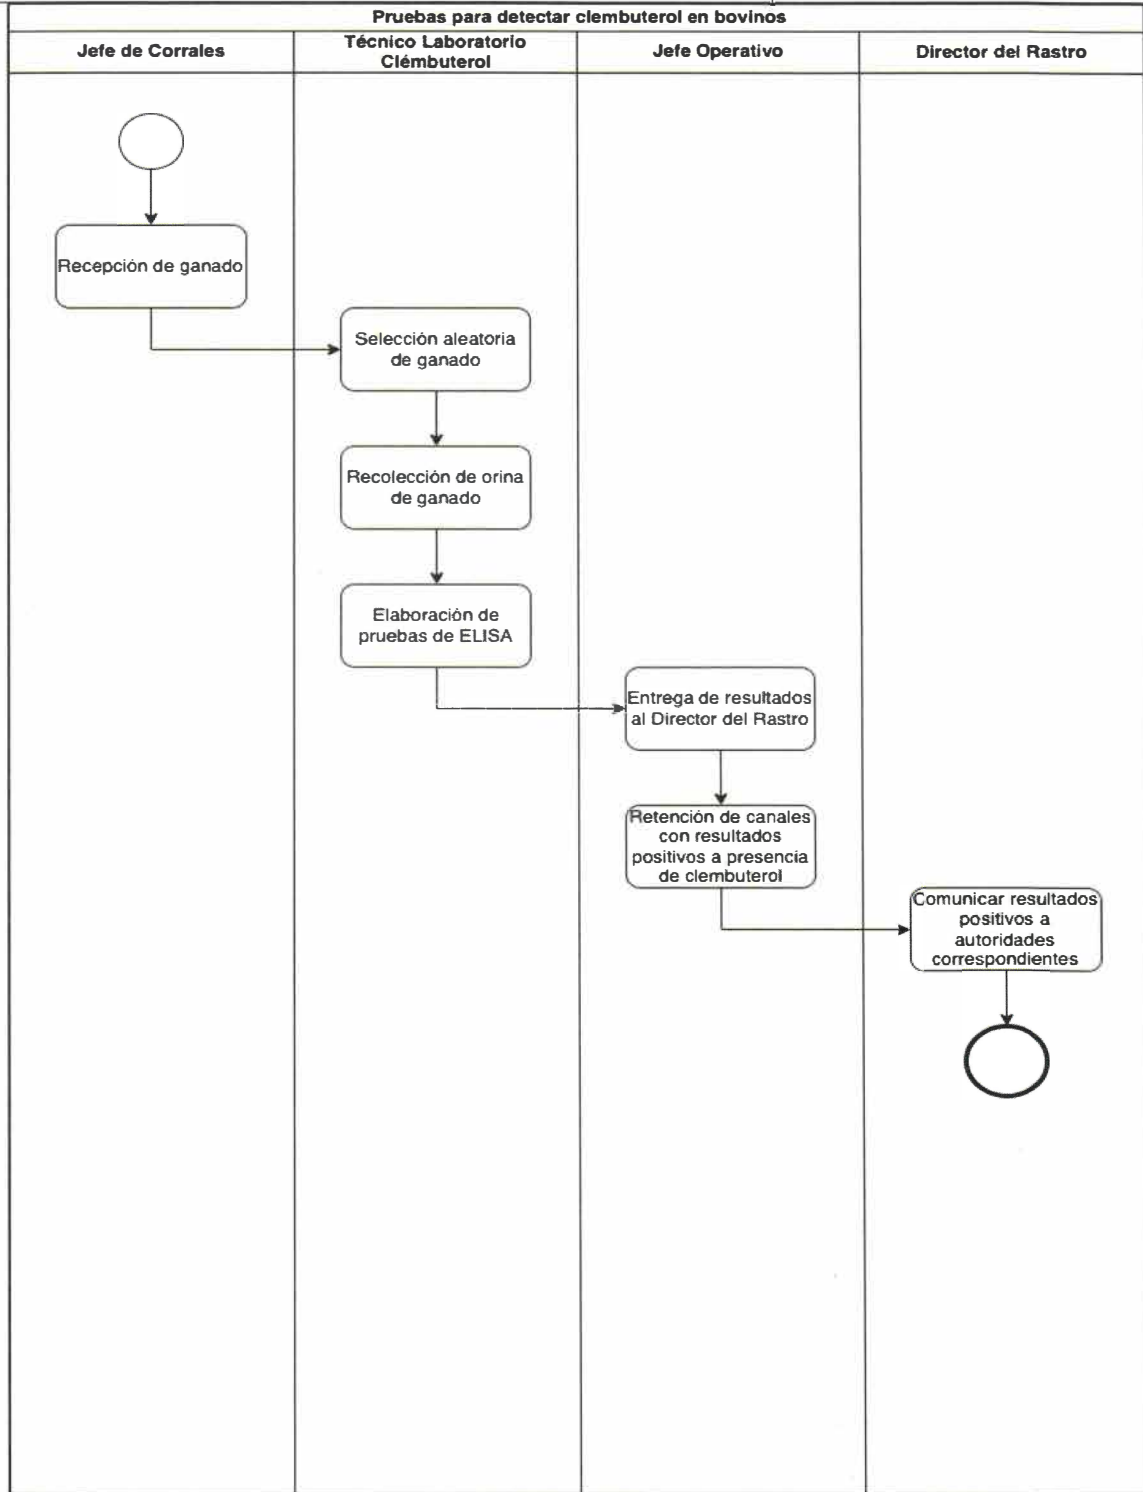 Pruebas para detectar clembuterol en bovinos
Jefe de Corrales
Técnico Laboratorio
Clémbuterol
Jefe Operativo
Director del Rastro
Recepción de ganado
Selección aleatoria
de ganado
Recolección de orina
de ganado
Elaboración de
pruebas de ELISA
Entrega de resultados
al Director del Rastro
Retención de canales
con resultados
positivos a presencia
de clembuterol
Comunicar resultados
positivos a
autoridades
correspondientes